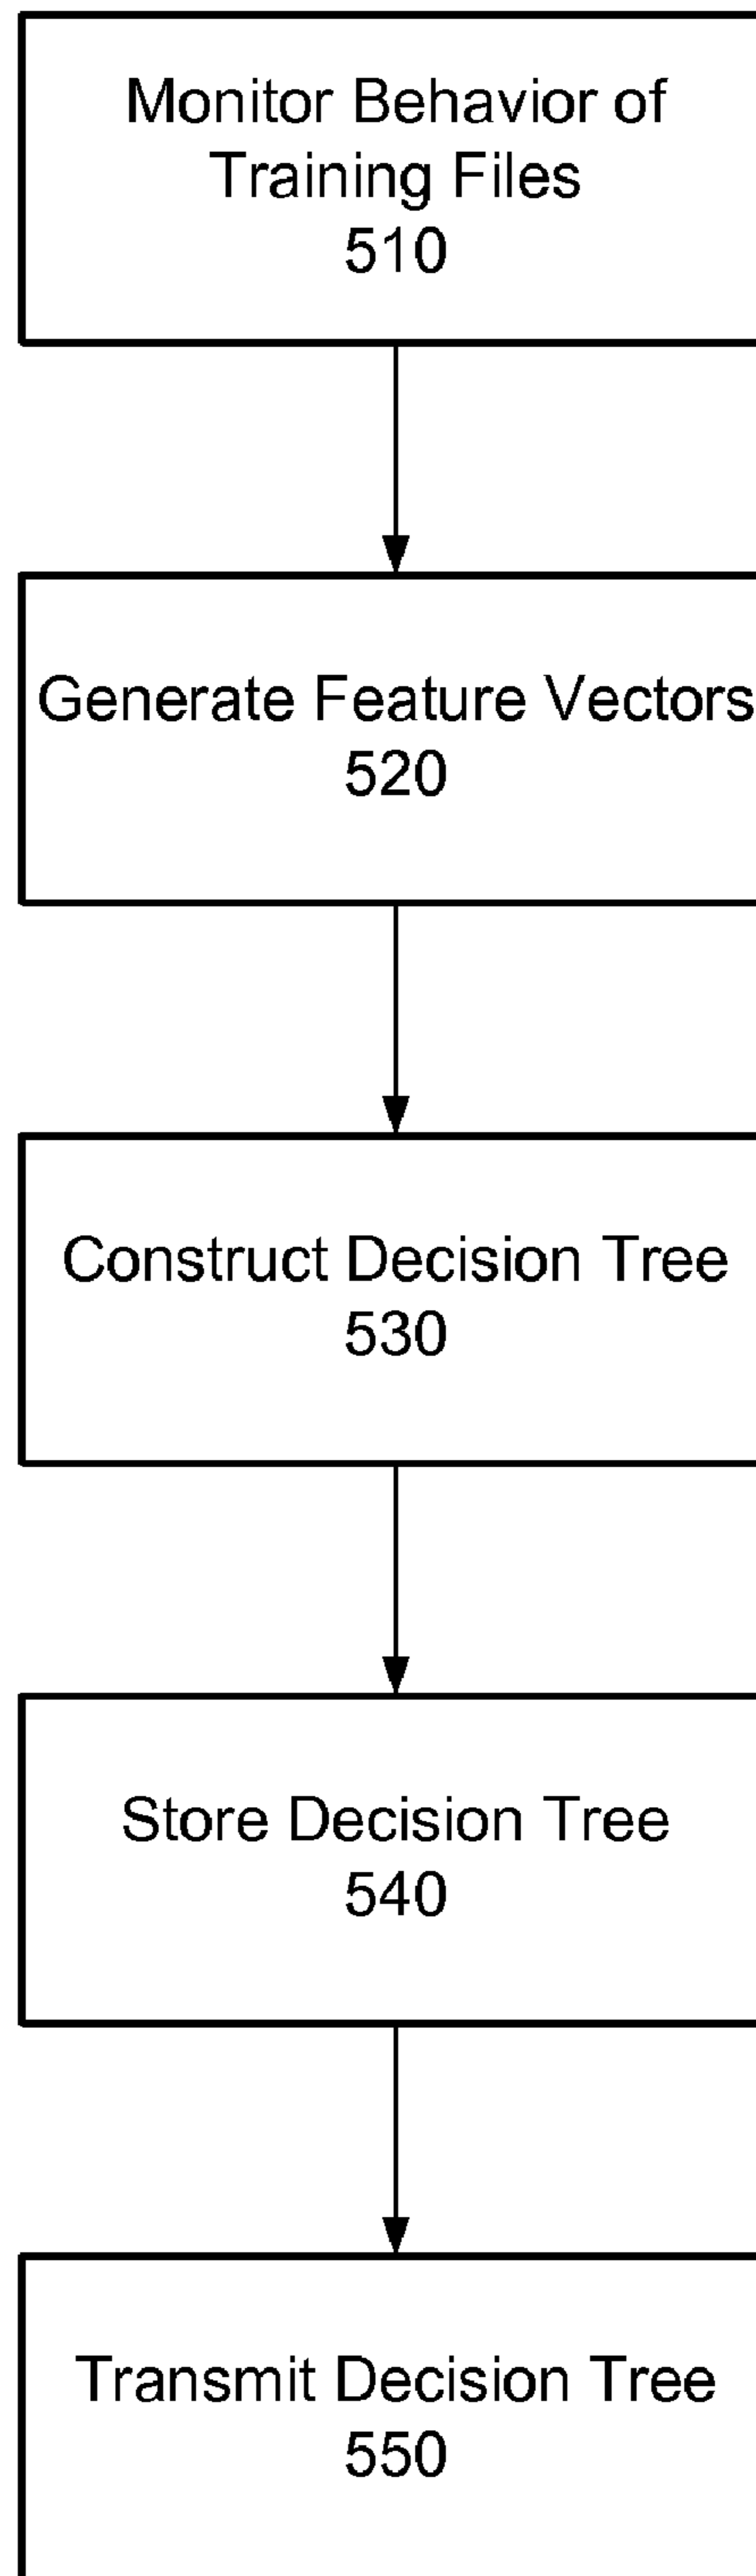 Monitor Behavior of
Training Files
510
Generate Feature Vectors
520
Construct Decision Tree
530
Store Decision Tree
540
Transmit Decision Tree
550